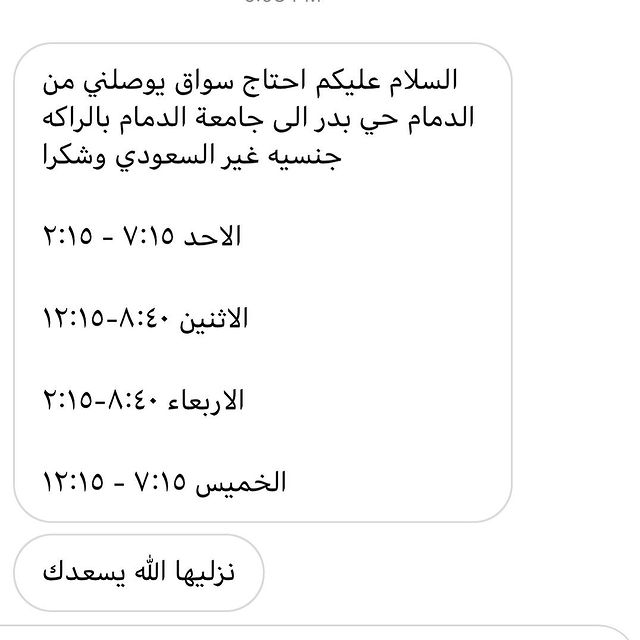 السلام عليكم احتاج سواق يوصلني من
الدمام حي بدر الى جامعة الدمام بالراكه
جنسيه غير السعودي وشكرا
الاحد ٧:١٥ - ٢:١٥
الاثنين ٨:٤٠-١٢:١٥
الاربعاء ٨:٤٠-٢:١٥
الخميس ٧:١٥ - ١٢:١٥
نزليها الله يسعدك